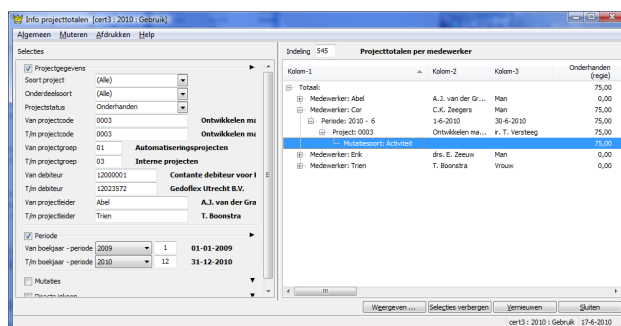 Info projecttotalen [cert3 : 2010 : Gebruik]
Algemeen Muteren Afdrukken Help
Selecties
Projectgegevens
Soort project (Alle)
Onderdeelsoort (Alle)
Projectstatus Onderhanden
Van projectcode 0003 Ontwikkelen ma
T/m projectcode 0003 Ontwikkelen ma
Van projectgroep 01 Automatiseringsprojecten
T/m projectgroep 03 Interne projecten
Van debiteur 12000001 Contante debiteur voor l
T/m debiteur 12023572 Gedoflex Utrecht B.V.
Van projectleider Abel A.J. van der Gra
T/m projectleider Trien T. Boonstra
Periode
Van boekjaar - periode 2009 1 01-01-2009
T/m boekjaar - periode 2010 12 31-12-2010
Mutaties
Directe inkoop
Indeling 545 Projecttotalen per medewerker
Kolom-1 Kolom-2 Kolom-3 Onderhanden
(regie)
Totaal: 75,00
Medewerker: Abel A.J. van der Gr... Man 0,00
Medewerker: Cor C.K. Zeegers Man 75,00
Periode: 2010 - 6 1-6-2010 30-6-2010 75,00
Project: 0003 Ontwikkelen ma... ir. T. Versteeg 75,00
Mutatiesoort: Activiteit 75,00
Medewerker: Erik drs. E. Zeeuw Man 0,00
Medewerker: Trien T. Boonstra Vrouw 0,00
Weergeven ... Selecties verbergen Vernieuwen Sluiten
cert3 : 2010 : Gebruik 17-6-2010